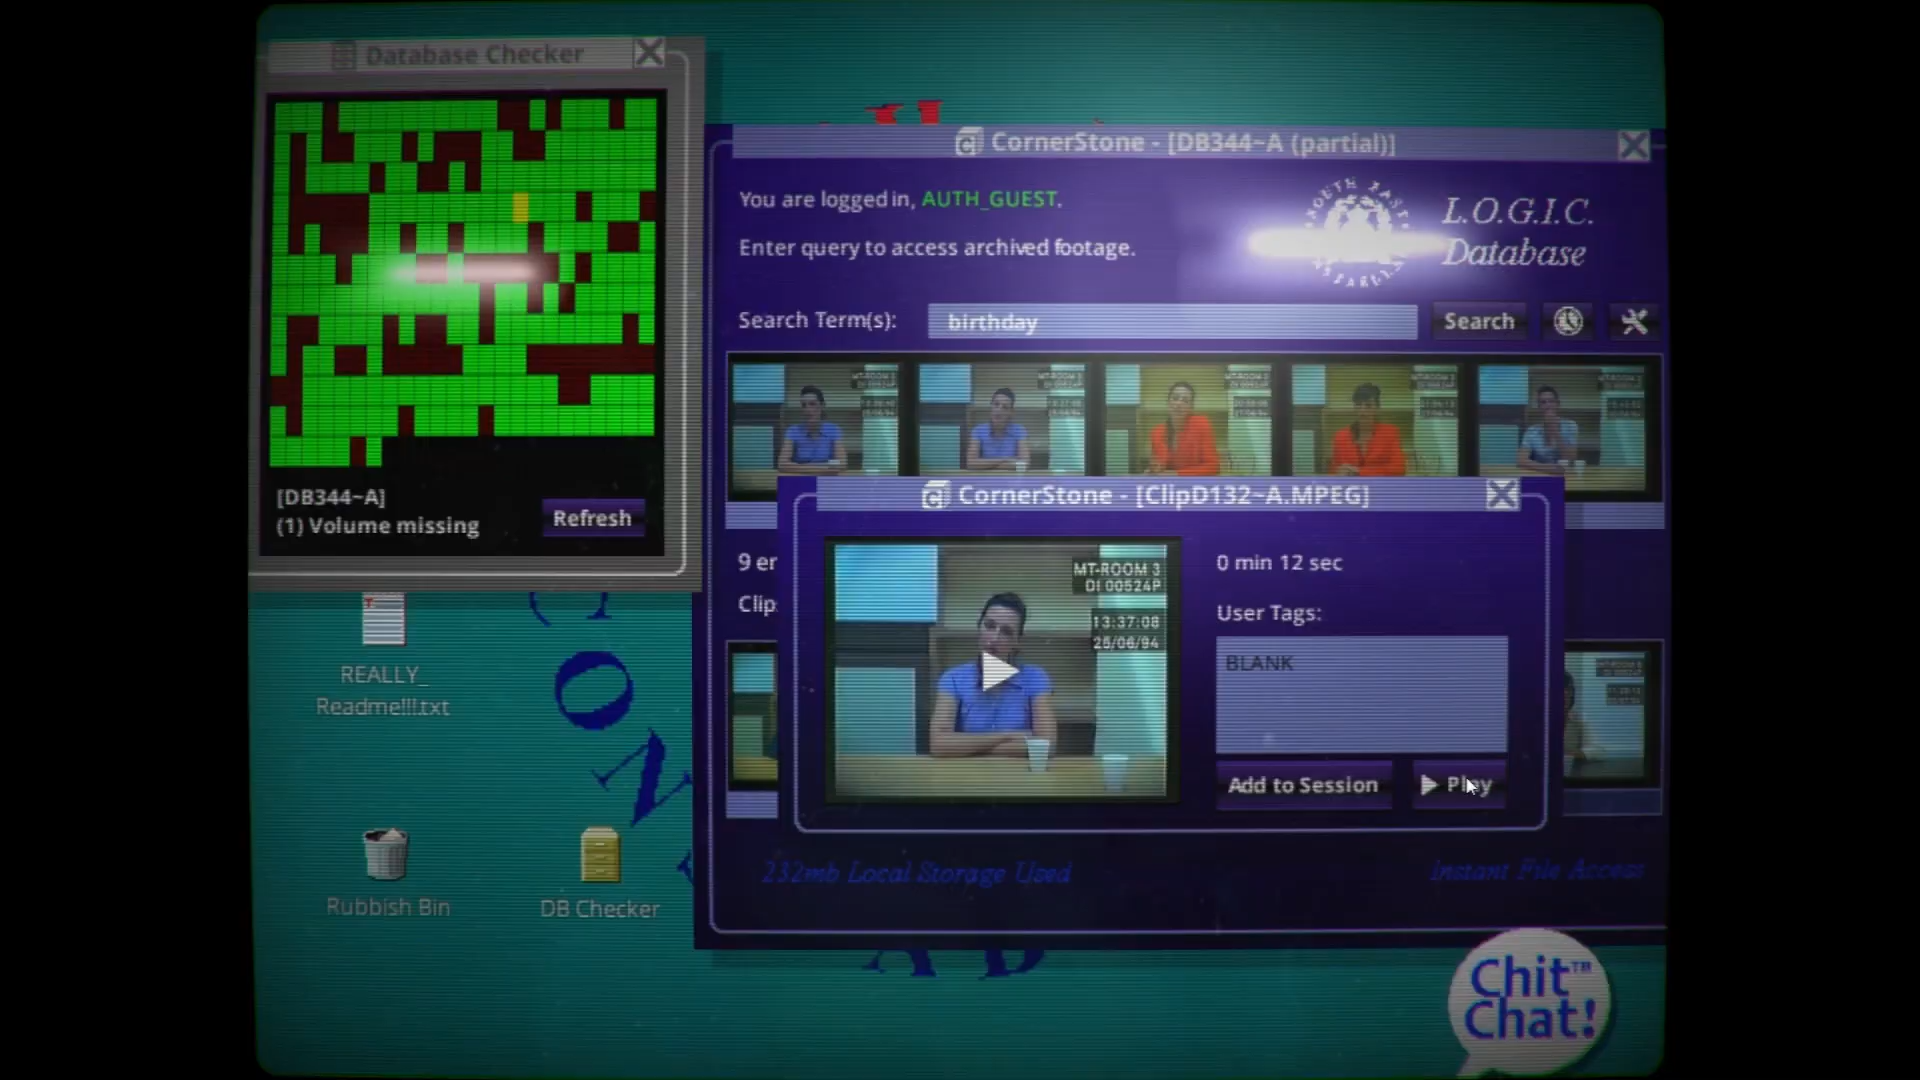 Database Checker
[DB344~A]
(1) Volume missing
Refresh
CornerStone - [DB344~A (partial)]
You are logged in, AUTH_GUEST.
Enter query to access archived footage.
L.O.G.I.C.
Database
Search Term(s):
birthday
Search
CornerStone - [ClipD132~A.MPEG]
9 er
Clip
MT-ROOM 3
DI 00524P
13:37:08
25/06/94
0 min 12 sec
User Tags:
BLANK
Add to Session
Play
232mb Local Storage Used
Instant File Access
REALLY_
Readme!!!.txt
Rubbish Bin
DB Checker
Chit™
Chat!